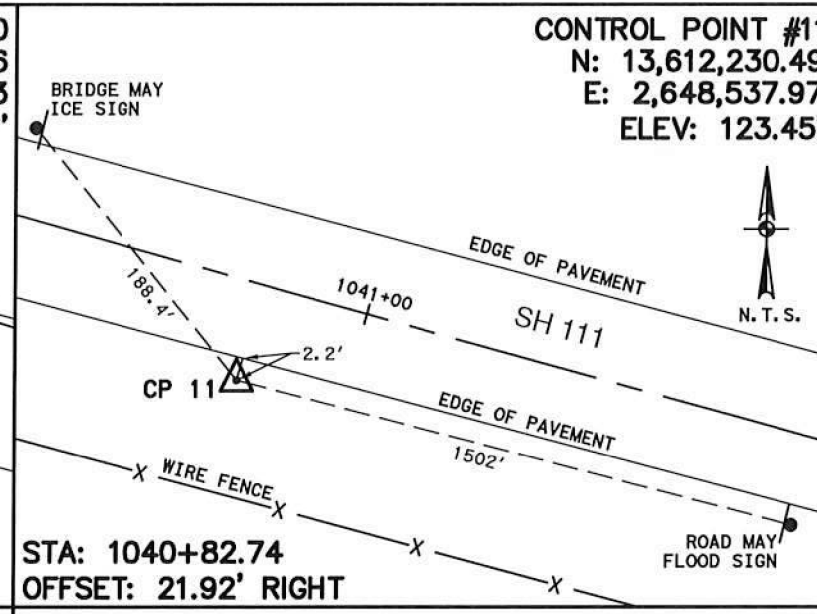 CONTROL POINT #11
N: 13,612,230.49
E: 2,648,537.97
ELEV: 123.45'
BRIDGE MAY
ICE SIGN
EDGE OF PAVEMENT
N.T.S.
188.4'
1041+00
SH 111
2.2'
CP 11
EDGE OF PAVEMENT
1502'
X WIRE FENCE X X X
ROAD MAY
FLOOD SIGN
STA: 1040+82.74
OFFSET: 21.92' RIGHT